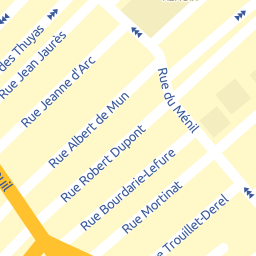 des Thuyas
Rue Jean Jaurès
Rue Jeanne d'Arc
Rue du Ménil
Rue Albert de Mun
Rue Robert Dupont
Rue Bourdarie-Lefure
Rue Mortinat
Rue Trouillet-Derel